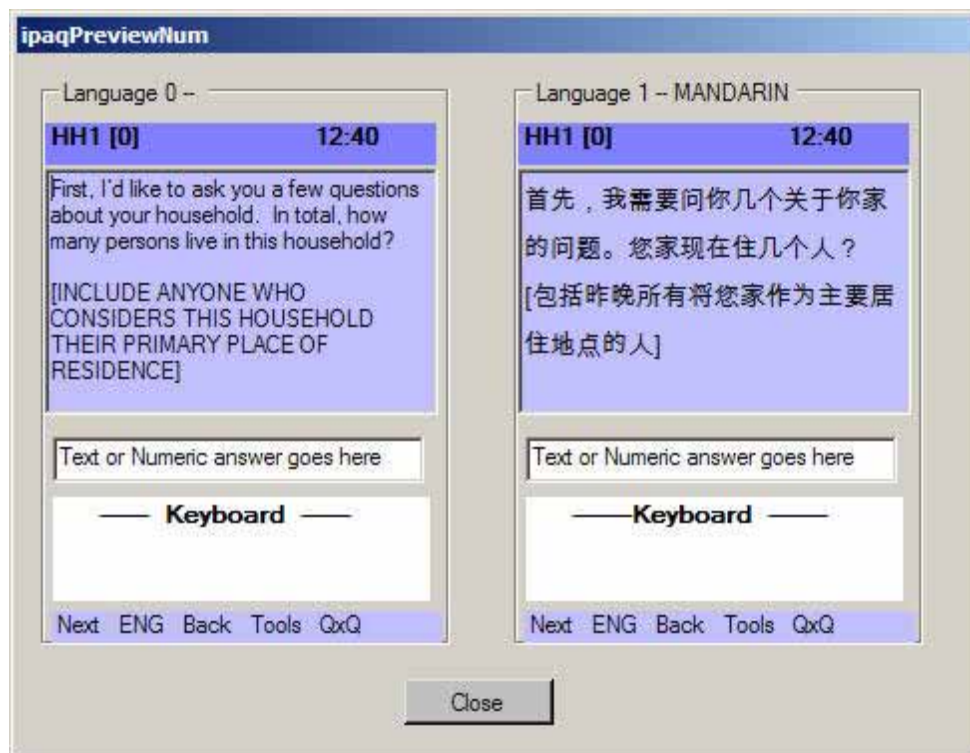 ipaqPreviewNum
Language 0 --
HH1 [0] 12:40
First, I'd like to ask you a few questions
about your household.  In total, how
many persons live in this household?
[INCLUDE ANYONE WHO
CONSIDERS THIS HOUSEHOLD
THEIR PRIMARY PLACE OF
RESIDENCE]
Text or Numeric answer goes here
Keyboard
Next ENG Back Tools QxQ
Language 1 -- MANDARIN
HH1 [0] 12:40
首先，我需要问你几个关于你家
的问题。您家现在住几个人？
[包括昨晚所有将您家作为主要居
住地点的人]
Text or Numeric answer goes here
Keyboard
Next ENG Back Tools QxQ
Close